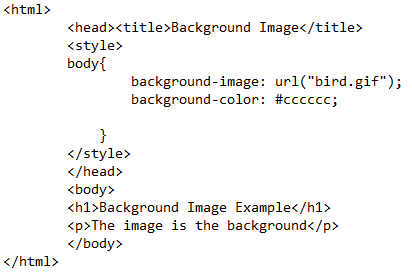 <html>
<head><title>Background Image</title>
<style>
body{
background-image: url("bird.gif");
background-color: #cccccc;
}
</style>
</head>
<body>
<h1>Background Image Example</h1>
<p>The image is the background</p>
</body>
</html>